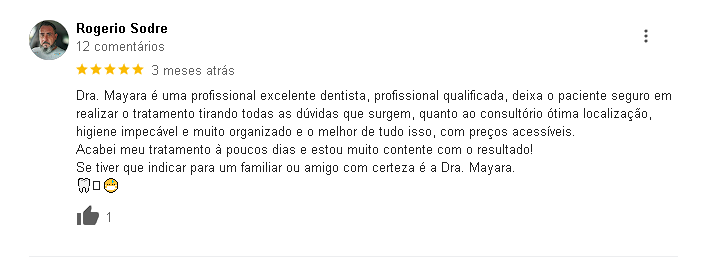 Rogerio Sodre
12 comentários
3 meses atrás
Dra. Mayara é uma profissional excelente dentista, profissional qualificada, deixa o paciente seguro em
realizar o tratamento tirando todas as dúvidas que surgem, quanto ao consultório ótima localização,
higiene impecável e muito organizado e o melhor de tudo isso, com preços acessíveis.
Acabei meu tratamento à poucos dias e estou muito contente com o resultado!
Se tiver que indicar para um familiar ou amigo com certeza é a Dra. Mayara.
🦷▯😷
1